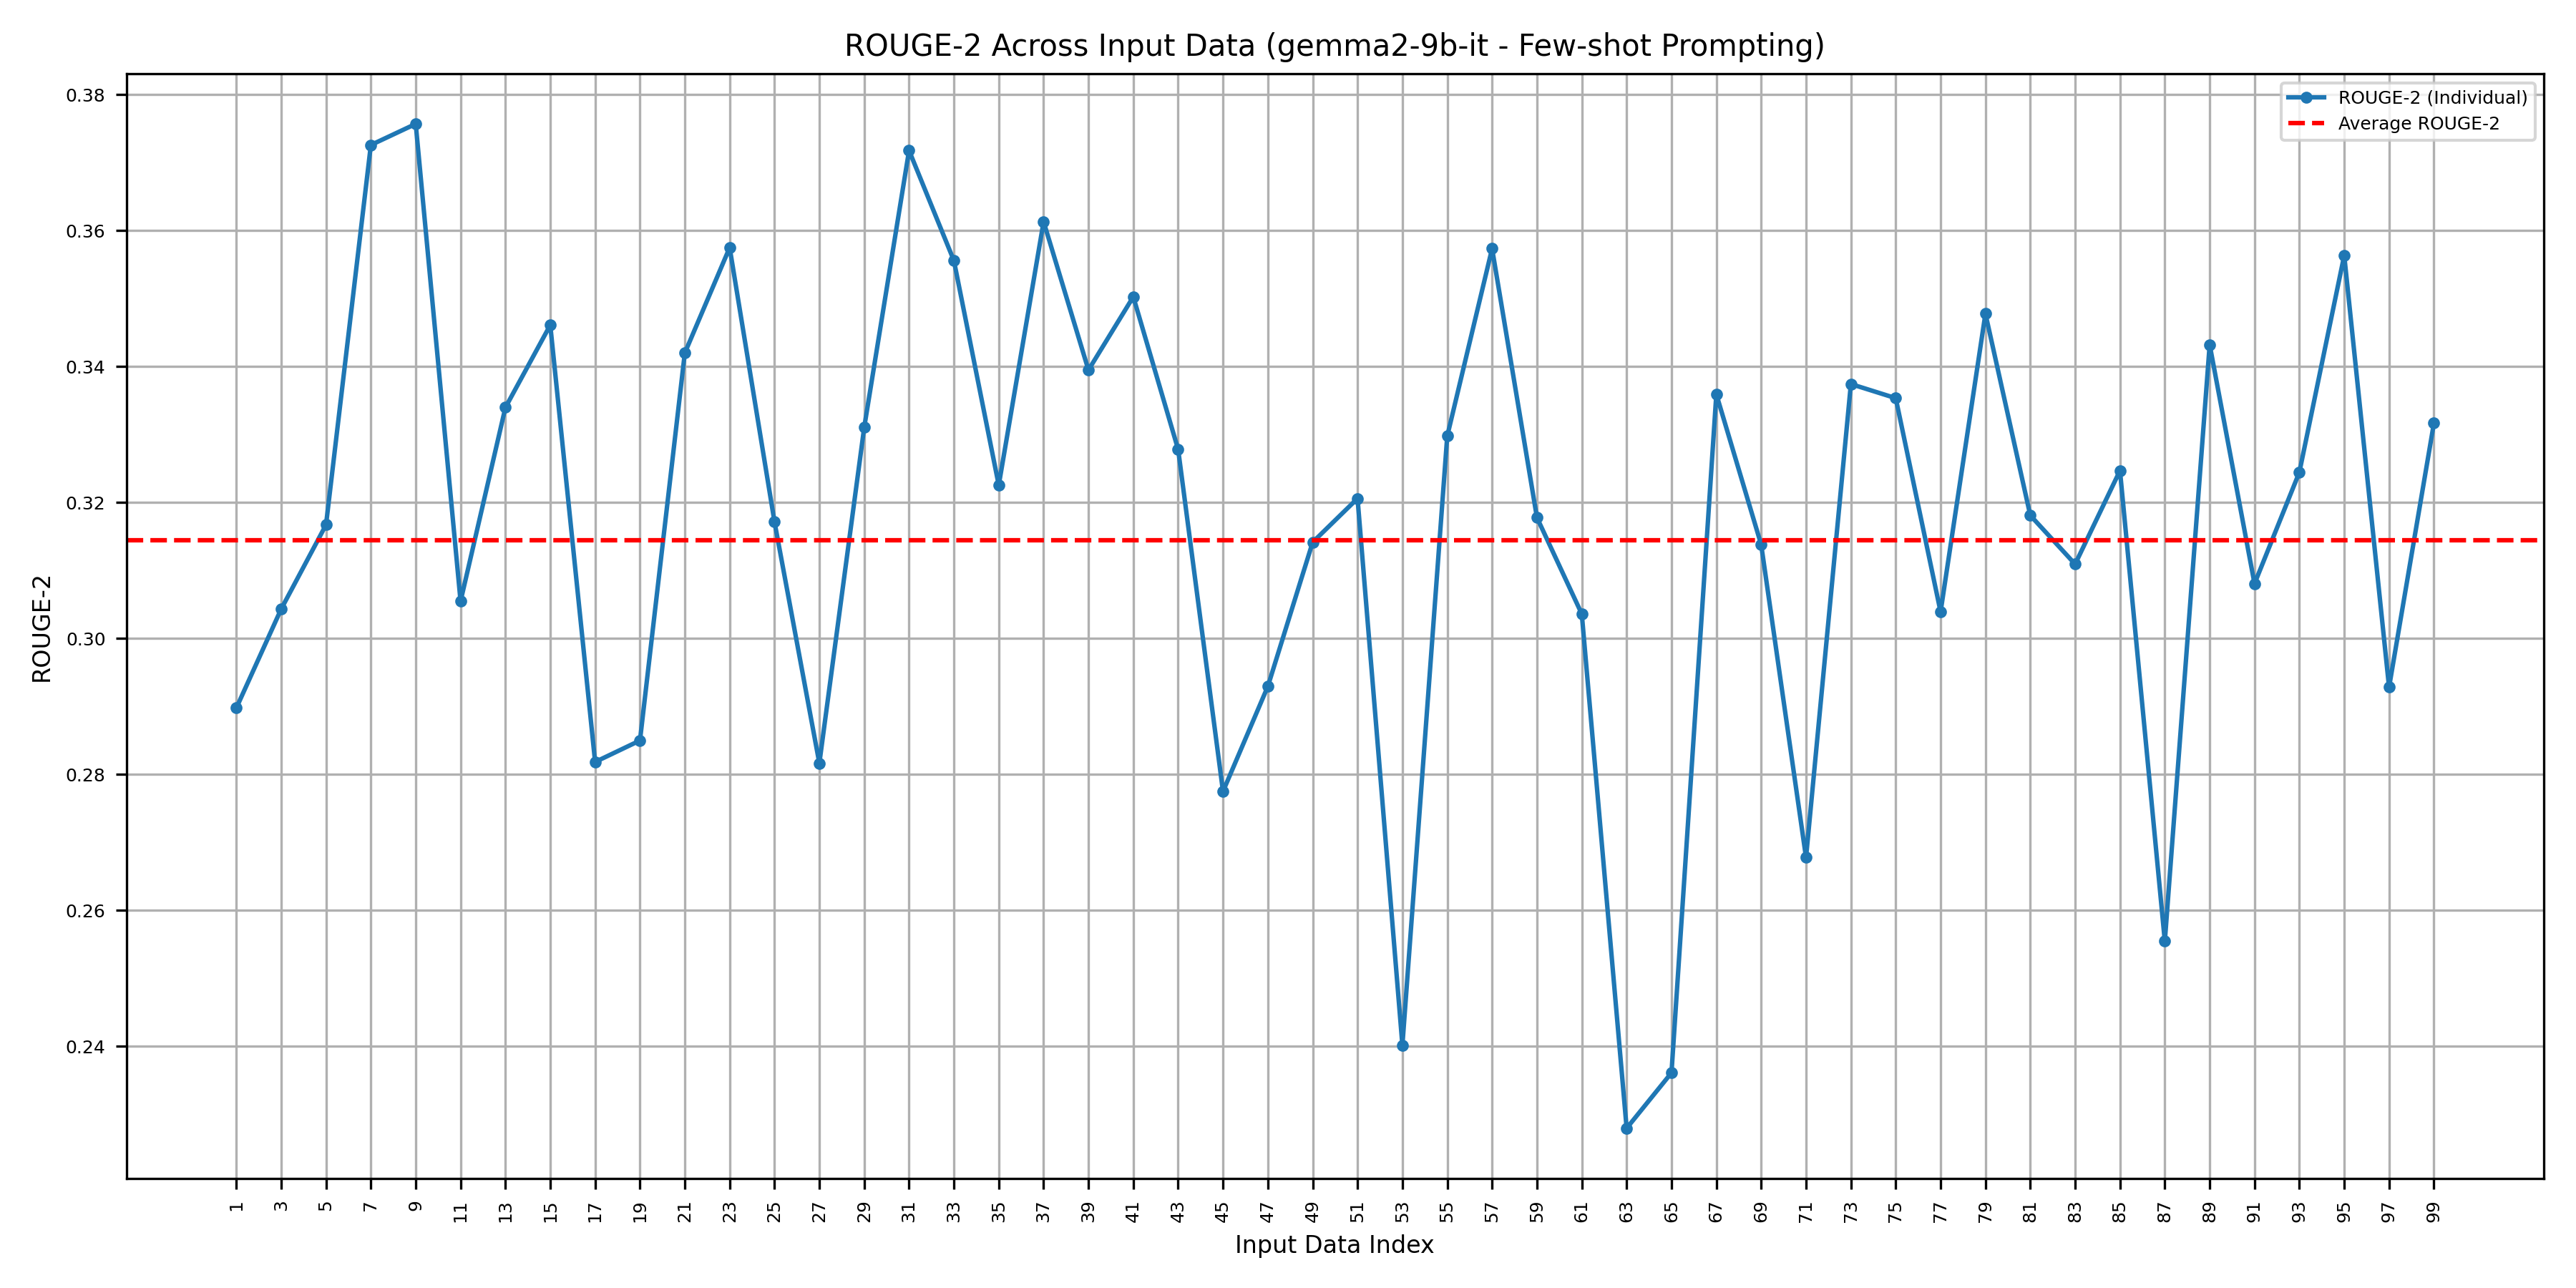 ROUGE-2 Across Input Data (gemma2-9b-it - Few-shot Prompting)
ROUGE-2 (Individual)
Average ROUGE-2
ROUGE-2
0.38
0.36
0.34
0.32
0.30
0.28
0.26
0.24
1 3 5 7 9 11 13 15 17 19 21 23 25 27 29 31 33 35 37 39 41 43 45 47 49 51 53 55 57 59 61 63 65 67 69 71 73 75 77 79 81 83 85 87 89 91 93 95 97 99
Input Data Index